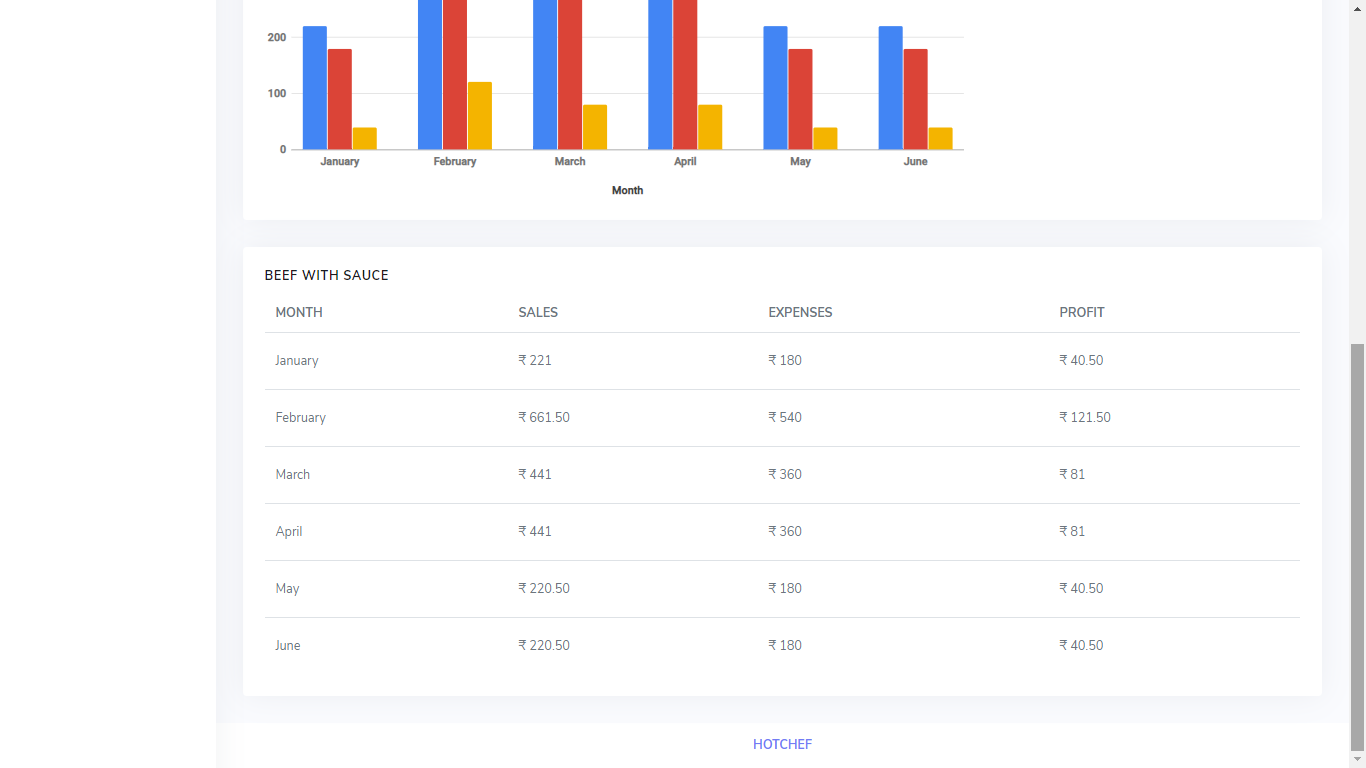 200
100
0
January February March April May June
Month
BEEF WITH SAUCE
MONTH SALES EXPENSES PROFIT
January ₹ 221 ₹ 180 ₹ 40.50
February ₹ 661.50 ₹ 540 ₹ 121.50
March ₹ 441 ₹ 360 ₹ 81
April ₹ 441 ₹ 360 ₹ 81
May ₹ 220.50 ₹ 180 ₹ 40.50
June ₹ 220.50 ₹ 180 ₹ 40.50
HOTCHEF